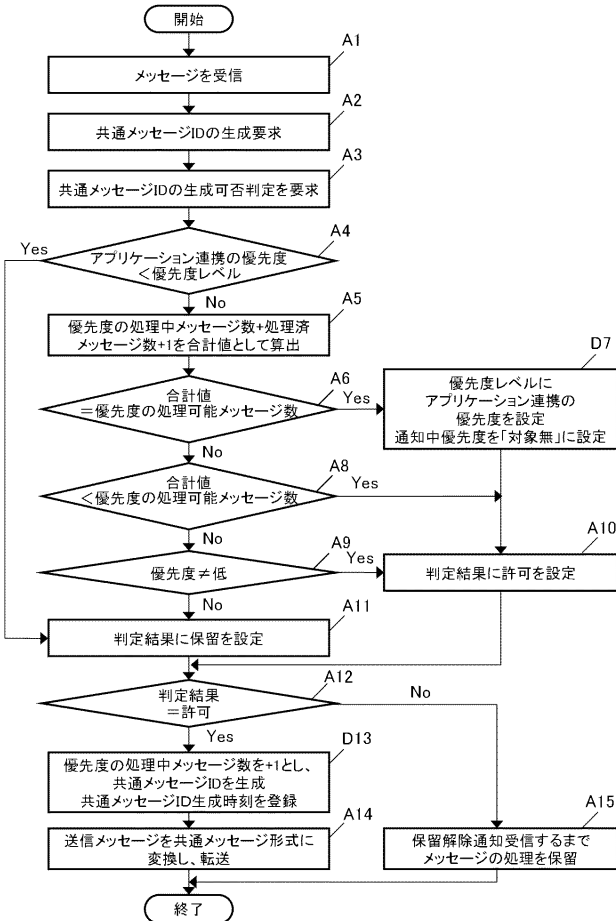 開始
A1
メッセージを受信
A2
共通メッセージIDの生成要求
A3
共通メッセージIDの生成可否判定を要求
A4
Yes
アプリケーション連携の優先度
<優先度レベル
No
A5
優先度の処理中メッセージ数+処理済
メッセージ数+1を合計値として算出
D7
A6
合計値
=優先度の処理可能メッセージ数
Yes
優先度レベルに
アプリケーション連携の
優先度を設定
通知中優先度を「対象無」に設定
No
A8
合計値
<優先度の処理可能メッセージ数
Yes
No
A9
A10
優先度≠低
Yes
判定結果に許可を設定
No
A11
判定結果に保留を設定
A12
判定結果
=許可
No
Yes
D13
優先度の処理中メッセージ数を+1とし、
共通メッセージIDを生成
共通メッセージID生成時刻を登録
A14
A15
送信メッセージを共通メッセージ形式に
変換し、転送
保留解除通知受信するまで
メッセージの処理を保留
終了